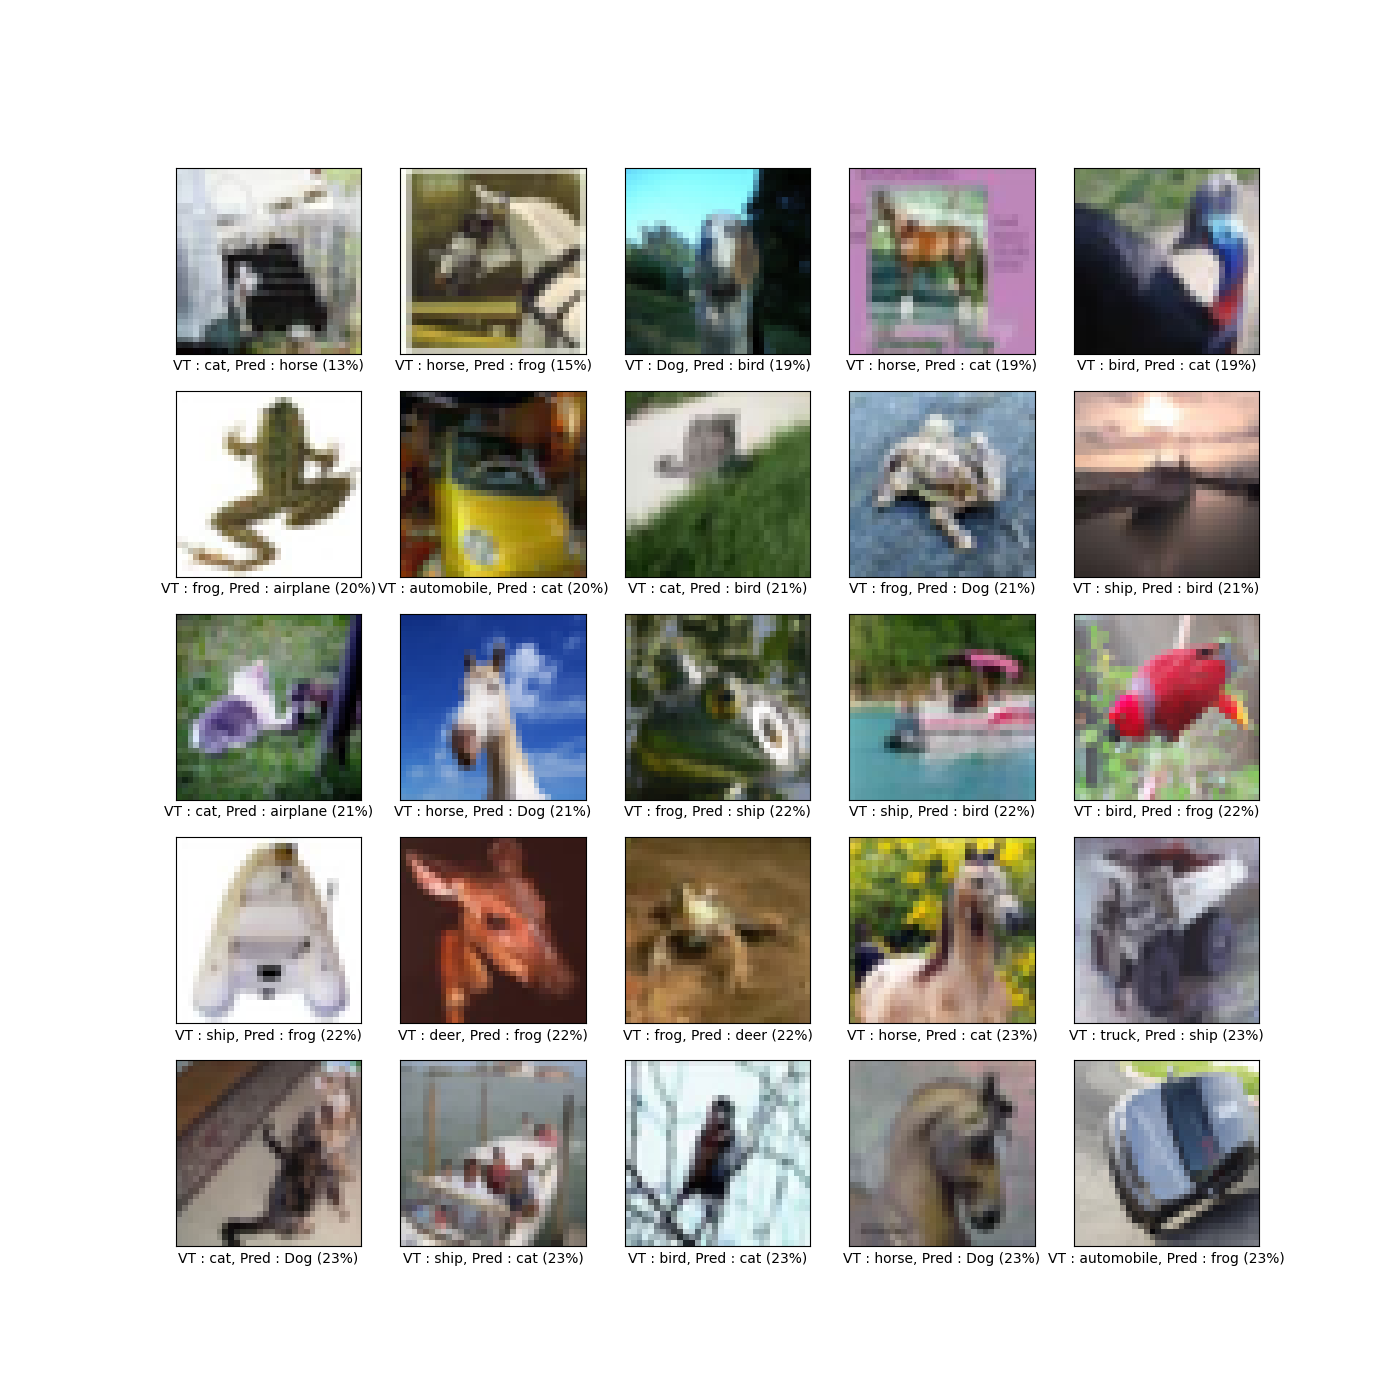 VT : cat, Pred : horse (13%)
VT : horse, Pred : frog (15%)
VT : Dog, Pred : bird (19%)
VT : horse, Pred : cat (19%)
VT : bird, Pred : cat (19%)
VT : frog, Pred : airplane (20%)
VT : automobile, Pred : cat (20%)
VT : cat, Pred : bird (21%)
VT : frog, Pred : Dog (21%)
VT : ship, Pred : bird (21%)
VT : cat, Pred : airplane (21%)
VT : horse, Pred : Dog (21%)
VT : frog, Pred : ship (22%)
VT : ship, Pred : bird (22%)
VT : bird, Pred : frog (22%)
VT : ship, Pred : frog (22%)
VT : deer, Pred : frog (22%)
VT : frog, Pred : deer (22%)
VT : horse, Pred : cat (23%)
VT : truck, Pred : ship (23%)
VT : cat, Pred : Dog (23%)
VT : ship, Pred : cat (23%)
VT : bird, Pred : cat (23%)
VT : horse, Pred : Dog (23%)
VT : automobile, Pred : frog (23%)